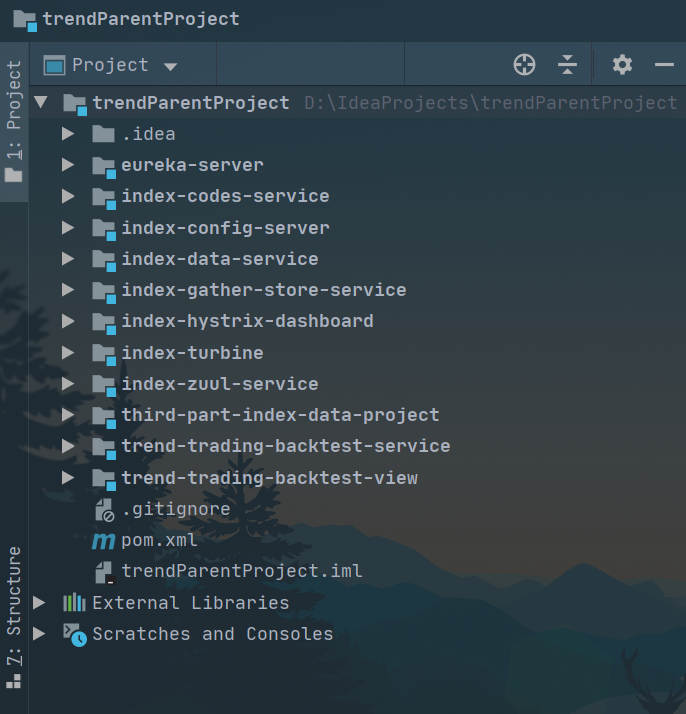 trendParentProject
1: Project
Project
trendParentProject D:\IdeaProjects\trendParentProject
.idea
eureka-server
index-codes-service
index-config-server
index-data-service
index-gather-store-service
index-hystrix-dashboard
index-turbine
index-zuul-service
third-part-index-data-project
trend-trading-backtest-service
trend-trading-backtest-view
.gitignore
m pom.xml
trendParentProject.iml
External Libraries
Scratches and Consoles
7: Structure